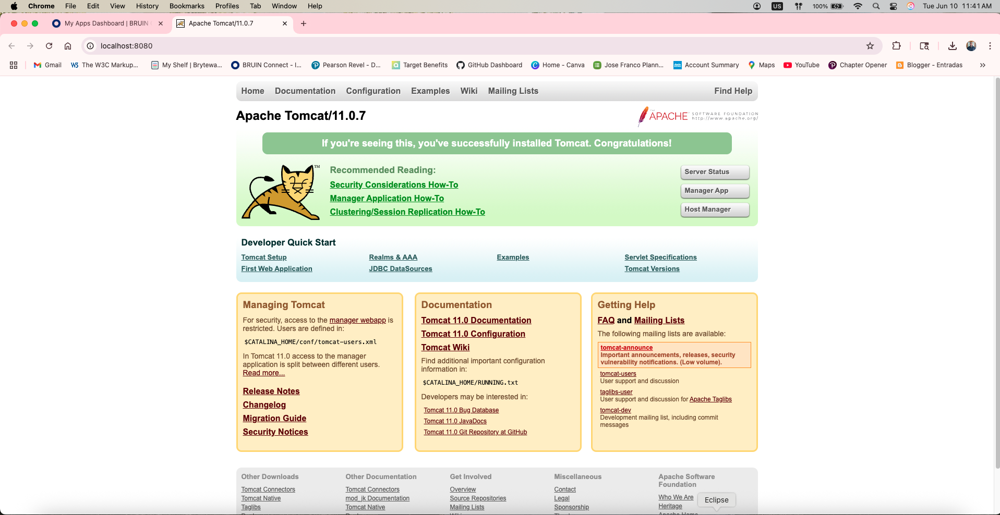 Chrome File Edit View History Bookmarks Profiles Tab Window Help US 100% Tue Jun 10 11:41 AM
My Apps Dashboard | BRUIN Apache Tomcat/11.0.7
localhost:8080
Gmail The W3C Markup... My Shelf | Brytewa... BRUIN Connect - I... Pearson Revel - D... Target Benefits GitHub Dashboard Home - Canva Jose Franco Plann... Account Summary Maps YouTube Chapter Opener Blogger - Entradas
Home Documentation Configuration Examples Wiki Mailing Lists Find Help
Apache Tomcat/11.0.7
THE APACHE SOFTWARE FOUNDATION
http://www.apache.org/
If you're seeing this, you've successfully installed Tomcat. Congratulations!
TM
Recommended Reading:
Security Considerations How-To
Manager Application How-To
Clustering/Session Replication How-To
Server Status
Manager App
Host Manager
Developer Quick Start
Tomcat Setup
First Web Application
Realms & AAA
JDBC DataSources
Examples
Servlet Specifications
Tomcat Versions
Managing Tomcat
For security, access to the manager webapp is
restricted. Users are defined in:
$CATALINA_HOME/conf/tomcat-users.xml
In Tomcat 11.0 access to the manager
application is split between different users.
Read more...
Release Notes
Changelog
Migration Guide
Security Notices
Documentation
Tomcat 11.0 Documentation
Tomcat 11.0 Configuration
Tomcat Wiki
Find additional important configuration
information in:
$CATALINA_HOME/RUNNING.txt
Developers may be interested in:
Tomcat 11.0 Bug Database
Tomcat 11.0 JavaDocs
Tomcat 11.0 Git Repository at GitHub
Getting Help
FAQ and Mailing Lists
The following mailing lists are available:
tomcat-announce
Important announcements, releases, security
vulnerability notifications. (Low volume).
tomcat-users
User support and discussion
taglibs-user
User support and discussion for Apache Taglibs
tomcat-dev
Development mailing list, including commit
messages
Other Downloads
Tomcat Connectors
Tomcat Native
Taglibs
Other Documentation
Tomcat Connectors
mod_jk Documentation
Tomcat Native
Get Involved
Overview
Source Repositories
Mailing Lists
Miscellaneous
Contact
Legal
Sponsorship
Apache Software
Foundation
Who We Are
Heritage
Eclipse